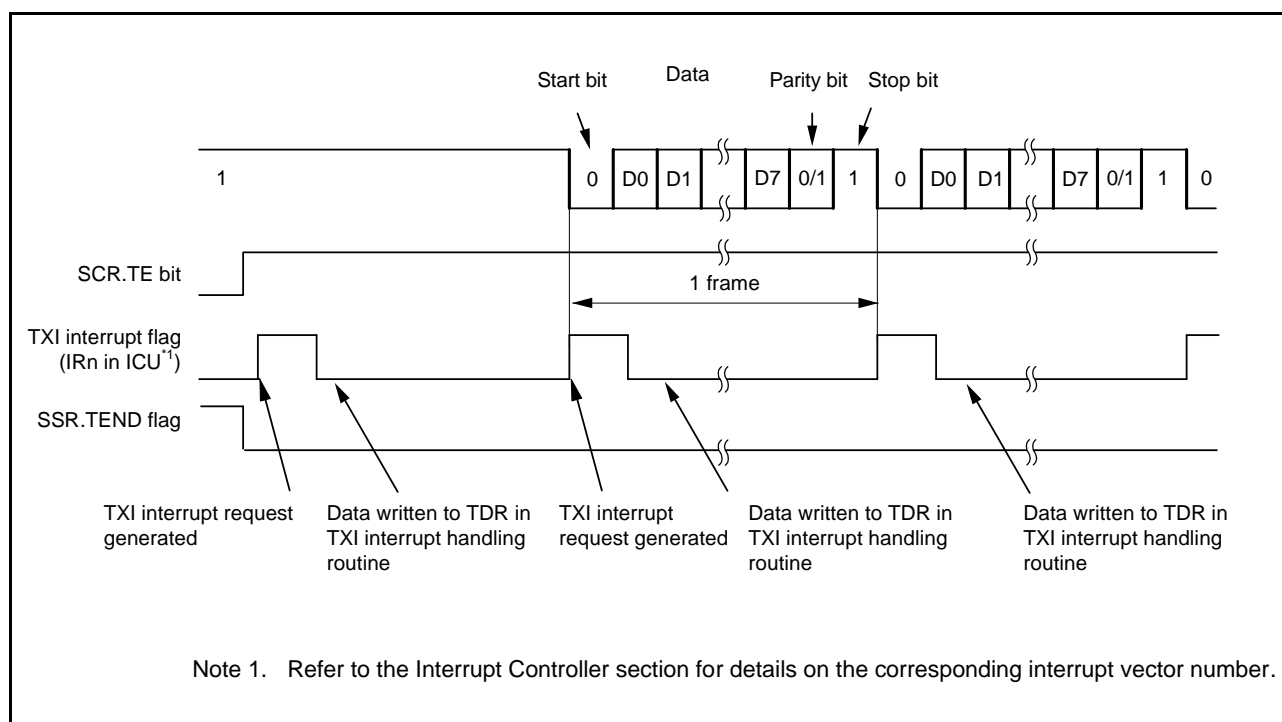 Start bit
Data
Parity bit
Stop bit
1
0 D0 D1 D7 0/1 1 0 D0 D1 D7 0/1 1 0
SCR.TE bit
1 frame
TXI interrupt flag
(IRn in ICU*1)
SSR.TEND flag
TXI interrupt request
generated
Data written to TDR in
TXI interrupt handling
routine
TXI interrupt
request generated
Data written to TDR in
TXI interrupt handling
routine
Data written to TDR in
TXI interrupt handling
routine
Note 1. Refer to the Interrupt Controller section for details on the corresponding interrupt vector number.